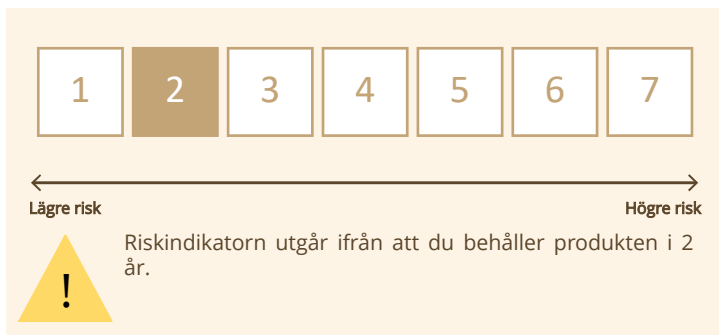 1 2 3 4 5 6 7
Lägre risk Högre risk
Riskindikatorn utgår ifrån att du behåller produkten i 2
år.
!